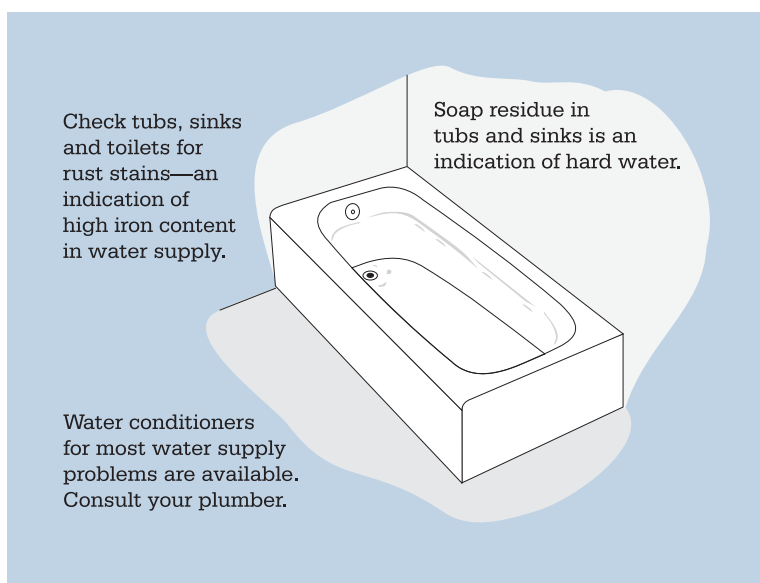 Check tubs, sinks
and toilets for
rust stains—an
indication of
high iron content
in water supply.
Soap residue in
tubs and sinks is an
indication of hard water.
Water conditioners
for most water supply
problems are available.
Consult your plumber.